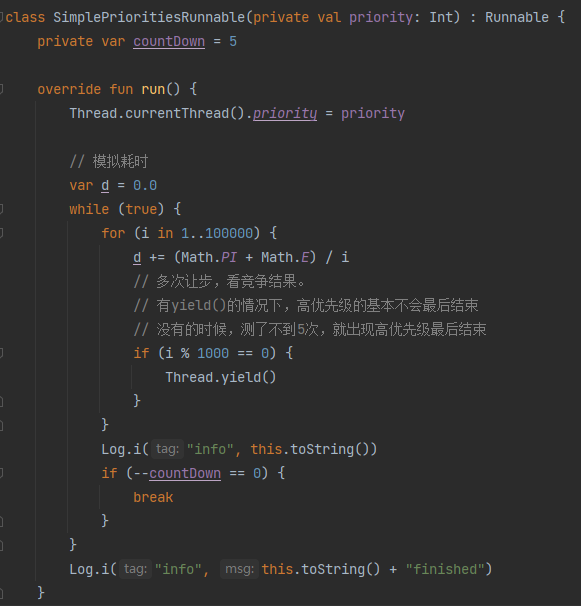 class SimplePrioritiesRunnable(private val priority: Int) : Runnable {
    private var countDown = 5
    override fun run() {
        Thread.currentThread().priority = priority
        // 模拟耗时
        var d = 0.0
        while (true) {
            for (i in 1..100000) {
                d += (Math.PI + Math.E) / i
                // 多次让步，看竞争结果。
                // 有yield()的情况下，高优先级的基本不会最后结束
                // 没有的时候，测了不到5次，就出现高优先级最后结束
                if (i % 1000 == 0) {
                    Thread.yield()
                }
            }
            Log.i( tag: "info", this.toString())
            if (--countDown == 0) {
                break
            }
        }
        Log.i( tag: "info", msg: this.toString() + "finished")
    }